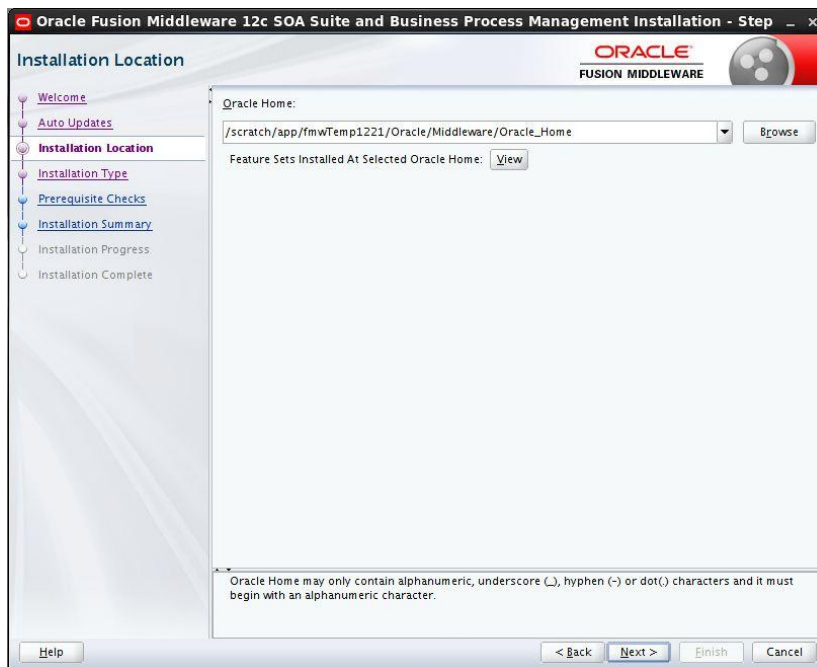 Oracle Fusion Middleware 12c SOA Suite and Business Process Management Installation - Step
Installation Location
ORACLE
FUSION MIDDLEWARE
Welcome
Auto Updates
Installation Location
Installation Type
Prerequisite Checks
Installation Summary
Installation Progress
Installation Complete
Oracle Home:
/scratch/app/fmwTemp1221/Oracle/Middleware/Oracle_Home
Browse
Feature Sets Installed At Selected Oracle Home: View
Oracle Home may only contain alphanumeric, underscore (_), hyphen (-) or dot(.) characters and it must
begin with an alphanumeric character.
Help
< Back
Next >
Finish
Cancel